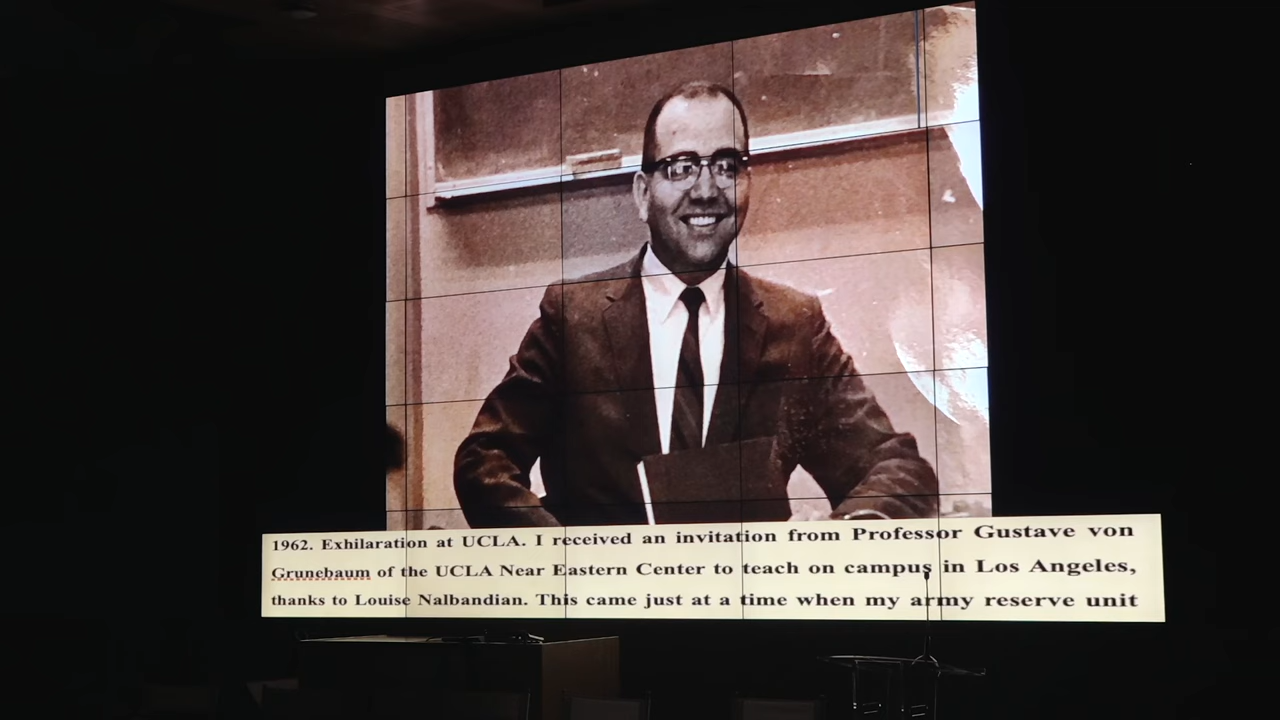 1962. Exhilaration at UCLA. I received an invitation from Professor Gustave von
Grunebaum of the UCLA Near Eastern Center to teach on campus in Los Angeles,
thanks to Louise Nalbandian. This came just at a time when my army reserve unit